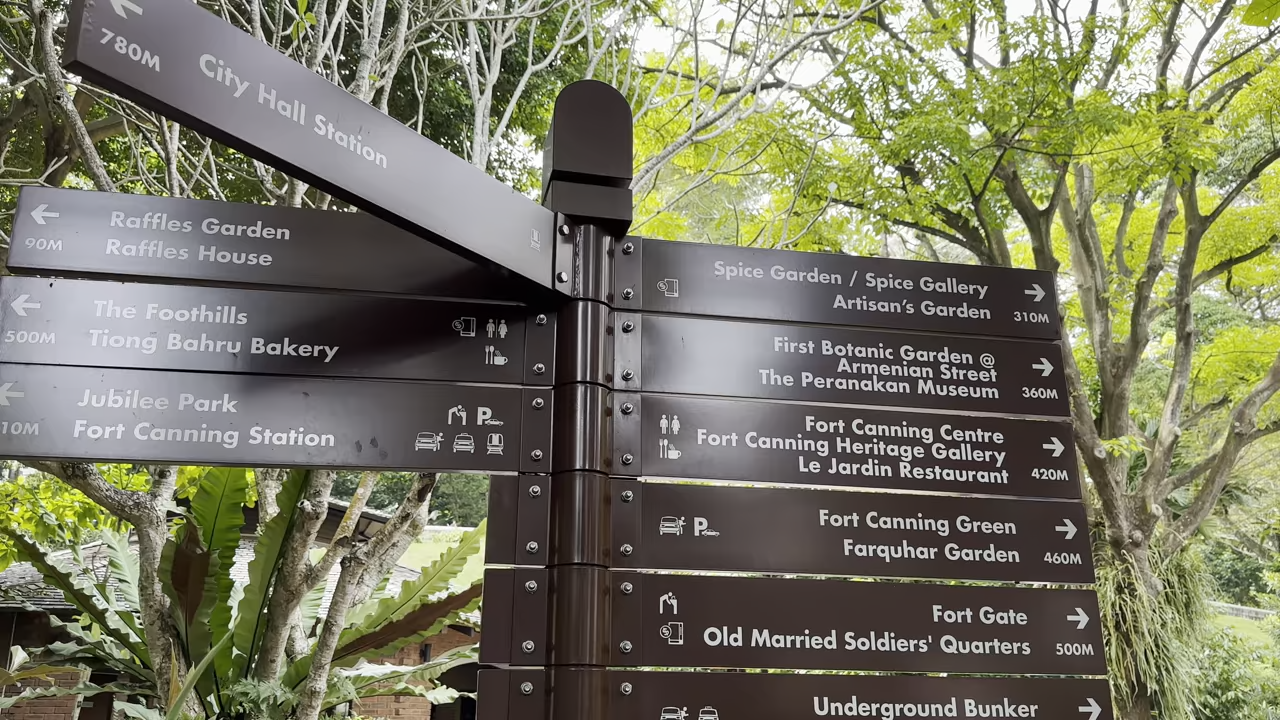 780M
City Hall Station
Raffles Garden
Raffles House
90M
The Foothills
Tiong Bahru Bakery
500M
Jubilee Park
Fort Canning Station
10M
Spice Garden / Spice Gallery
Artisan's Garden
310M
First Botanic Garden @
Armenian Street
The Peranakan Museum
360M
Fort Canning Centre
Fort Canning Heritage Gallery
Le Jardin Restaurant
420M
P
Fort Canning Green
Farquhar Garden
460M
Fort Gate
Old Married Soldiers' Quarters
500M
Underground Bunker